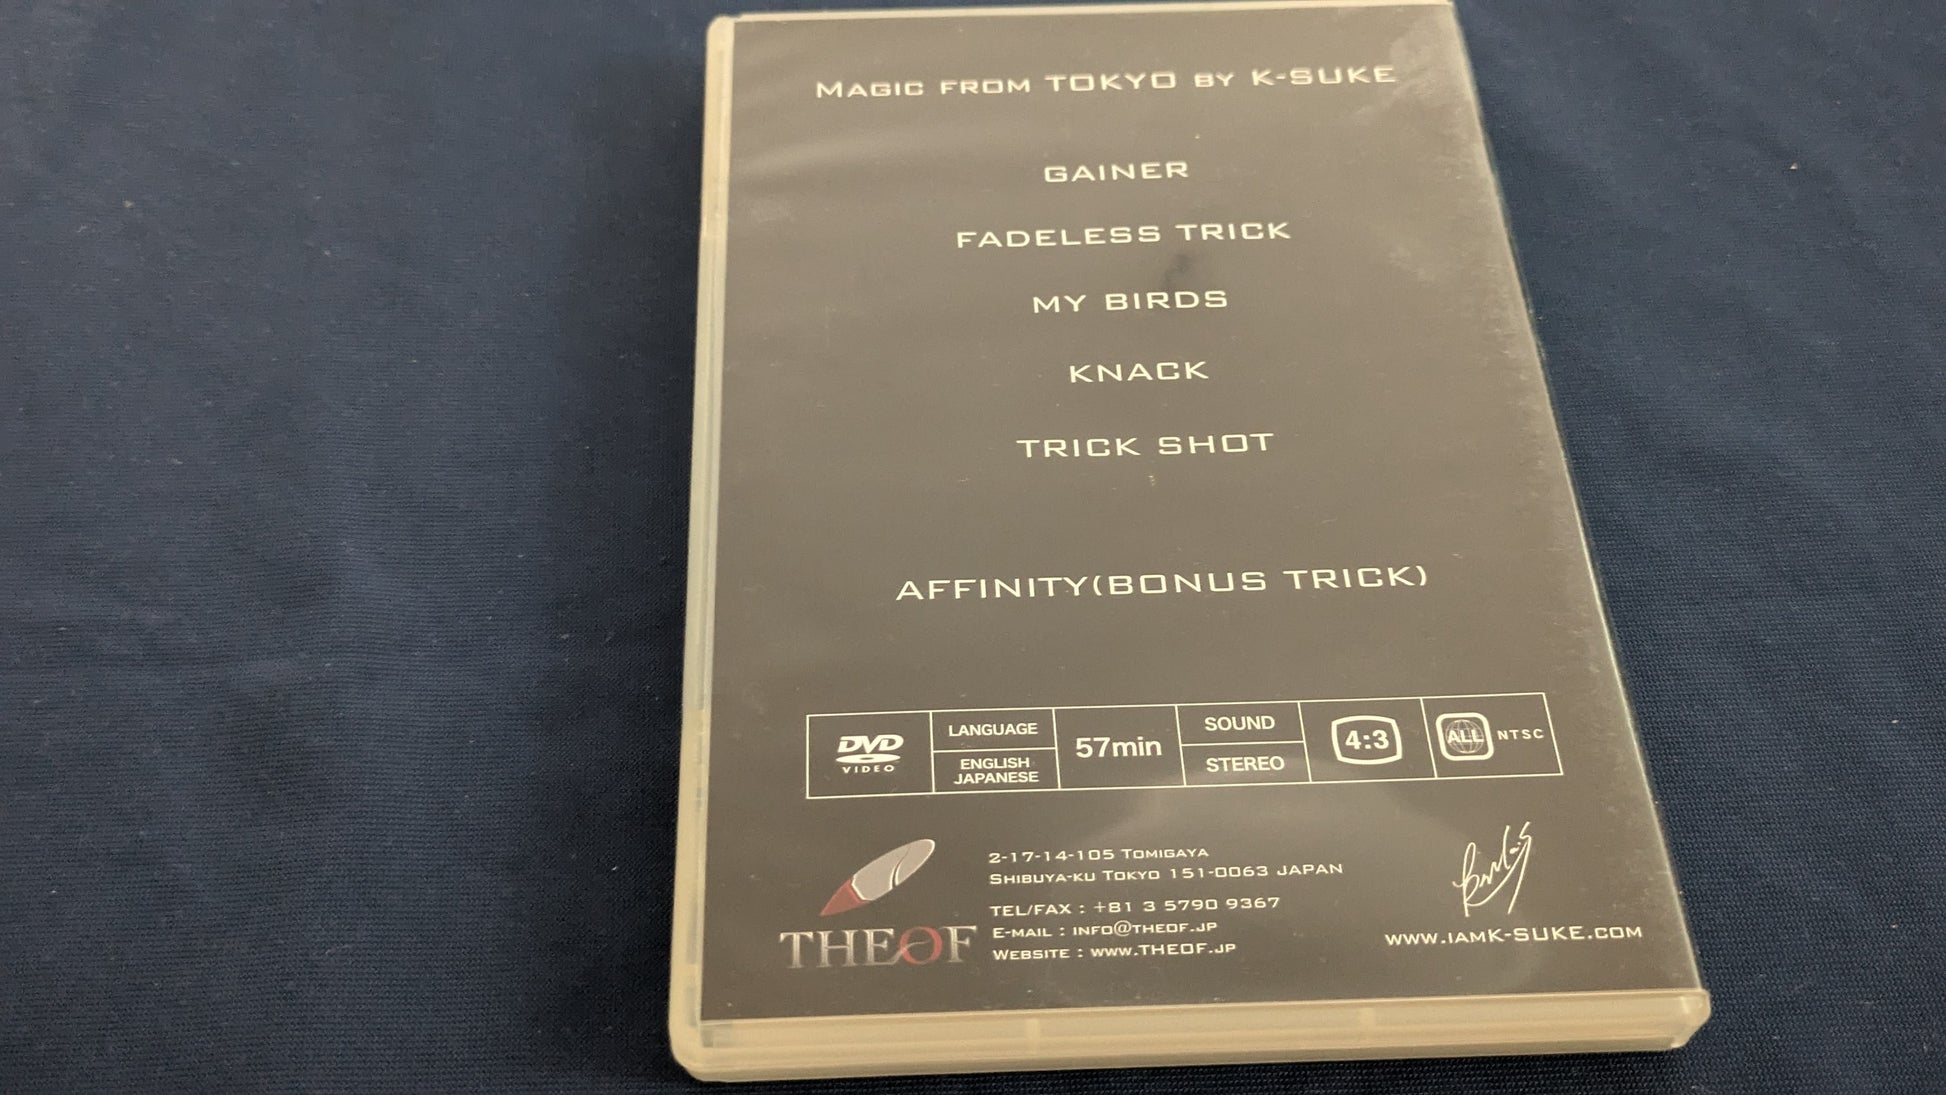 MAGIC FROM TOKYO BY K-SUKE
GAINER
FADELESS TRICK
MY BIRDS
KNACK
TRICK SHOT
AFFINITY(BONUS TRICK)
DVD
VIDEO
LANGUAGE
ENGLISH
JAPANESE
57min
SOUND
STEREO
4:3
ALL
NTSC
THEOF
2-17-14-105 TOMIGAYA
SHIBUYA-KU TOKYO 151-0063 JAPAN
TEL/FAX : +81 3 5790 9367
E-MAIL : INFO@THEOF.JP
WEBSITE : WWW.THEOF.JP
WWW.IAMK-SUKE.COM